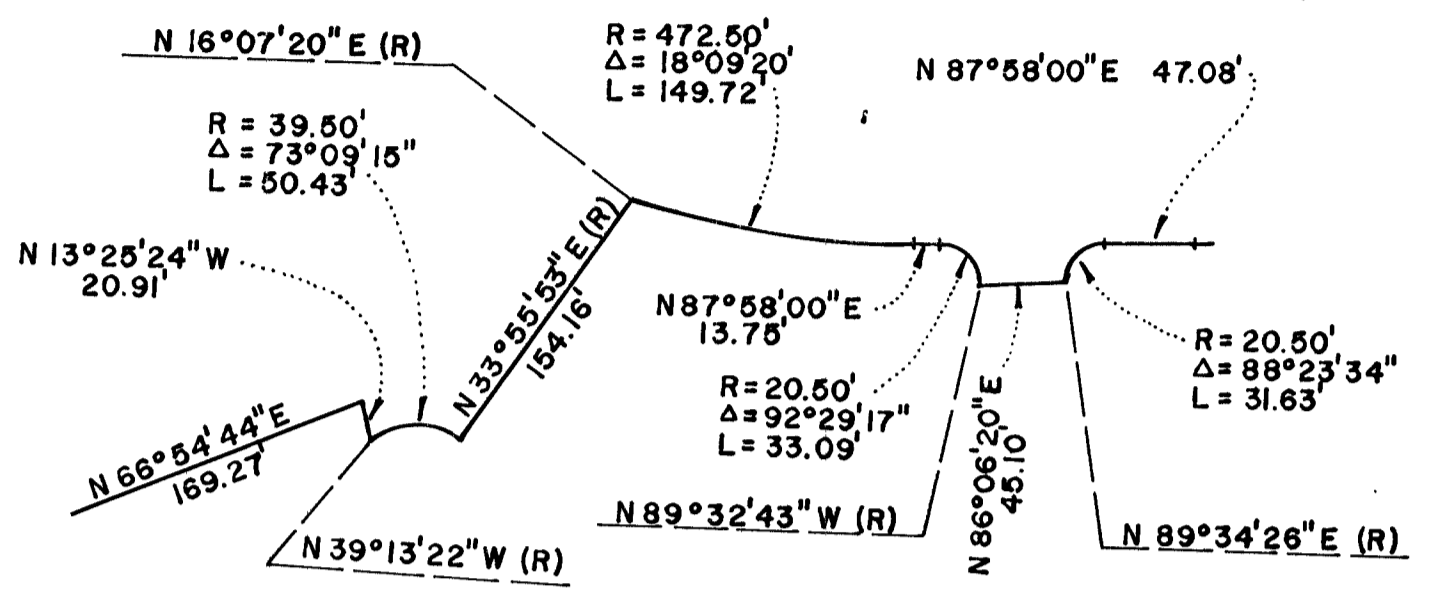 N 16°07'20" E (R)
R = 472.50'
Δ = 18°09'20'
L = 149.72'
N 87°58'00" E 47.08'
R = 39.50'
Δ = 73°09'15"
L = 50.43'
N 13°25'24" W
20.91'
N 33°55'53" E (R)
154.16'
N 87°58'00" E
13.75'
R = 20.50'
Δ = 88°23'34"
L = 31.63'
R = 20.50'
Δ = 92°29'17"
L = 33.09'
N 86°06'20" E
45.10'
N 66°54'44" E
169.27'
N 89°32'43" W (R)
N 89°34'26" E (R)
N 39°13'22" W (R)